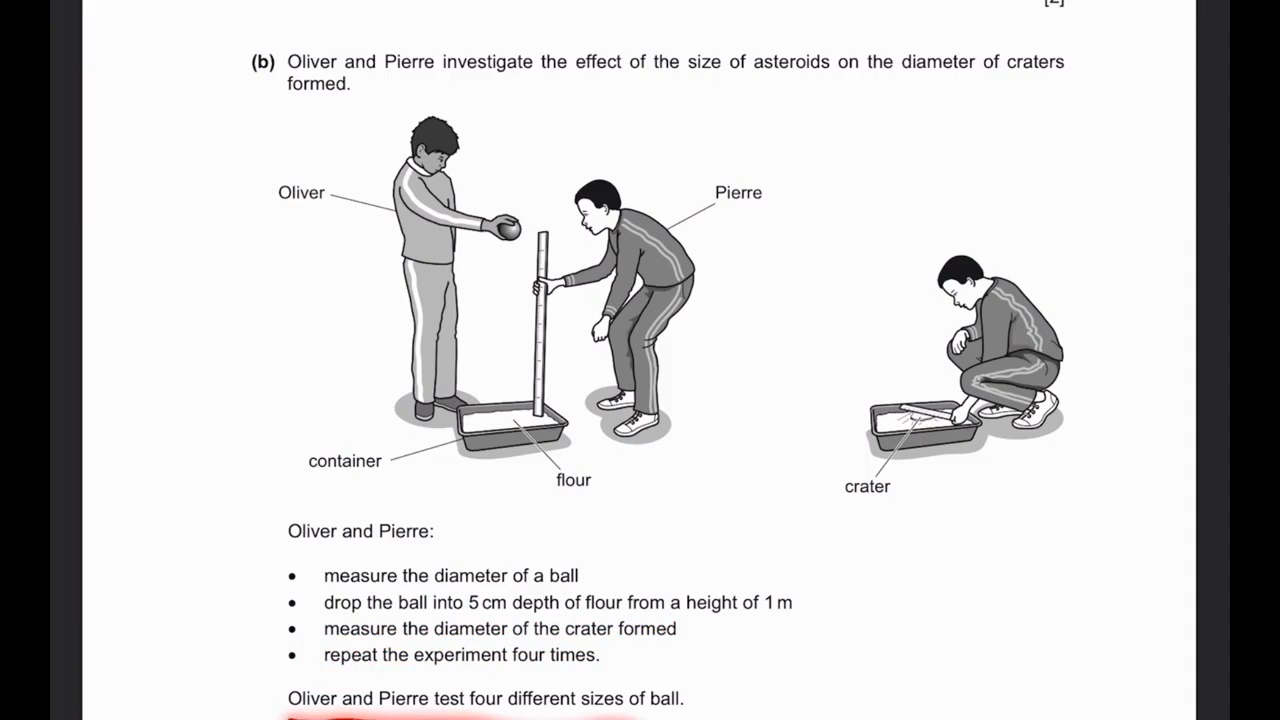 [2]
(b) Oliver and Pierre investigate the effect of the size of asteroids on the diameter of craters
formed.
Oliver
Pierre
container
flour
crater
Oliver and Pierre:
• measure the diameter of a ball
• drop the ball into 5 cm depth of flour from a height of 1 m
• measure the diameter of the crater formed
• repeat the experiment four times.
Oliver and Pierre test four different sizes of ball.